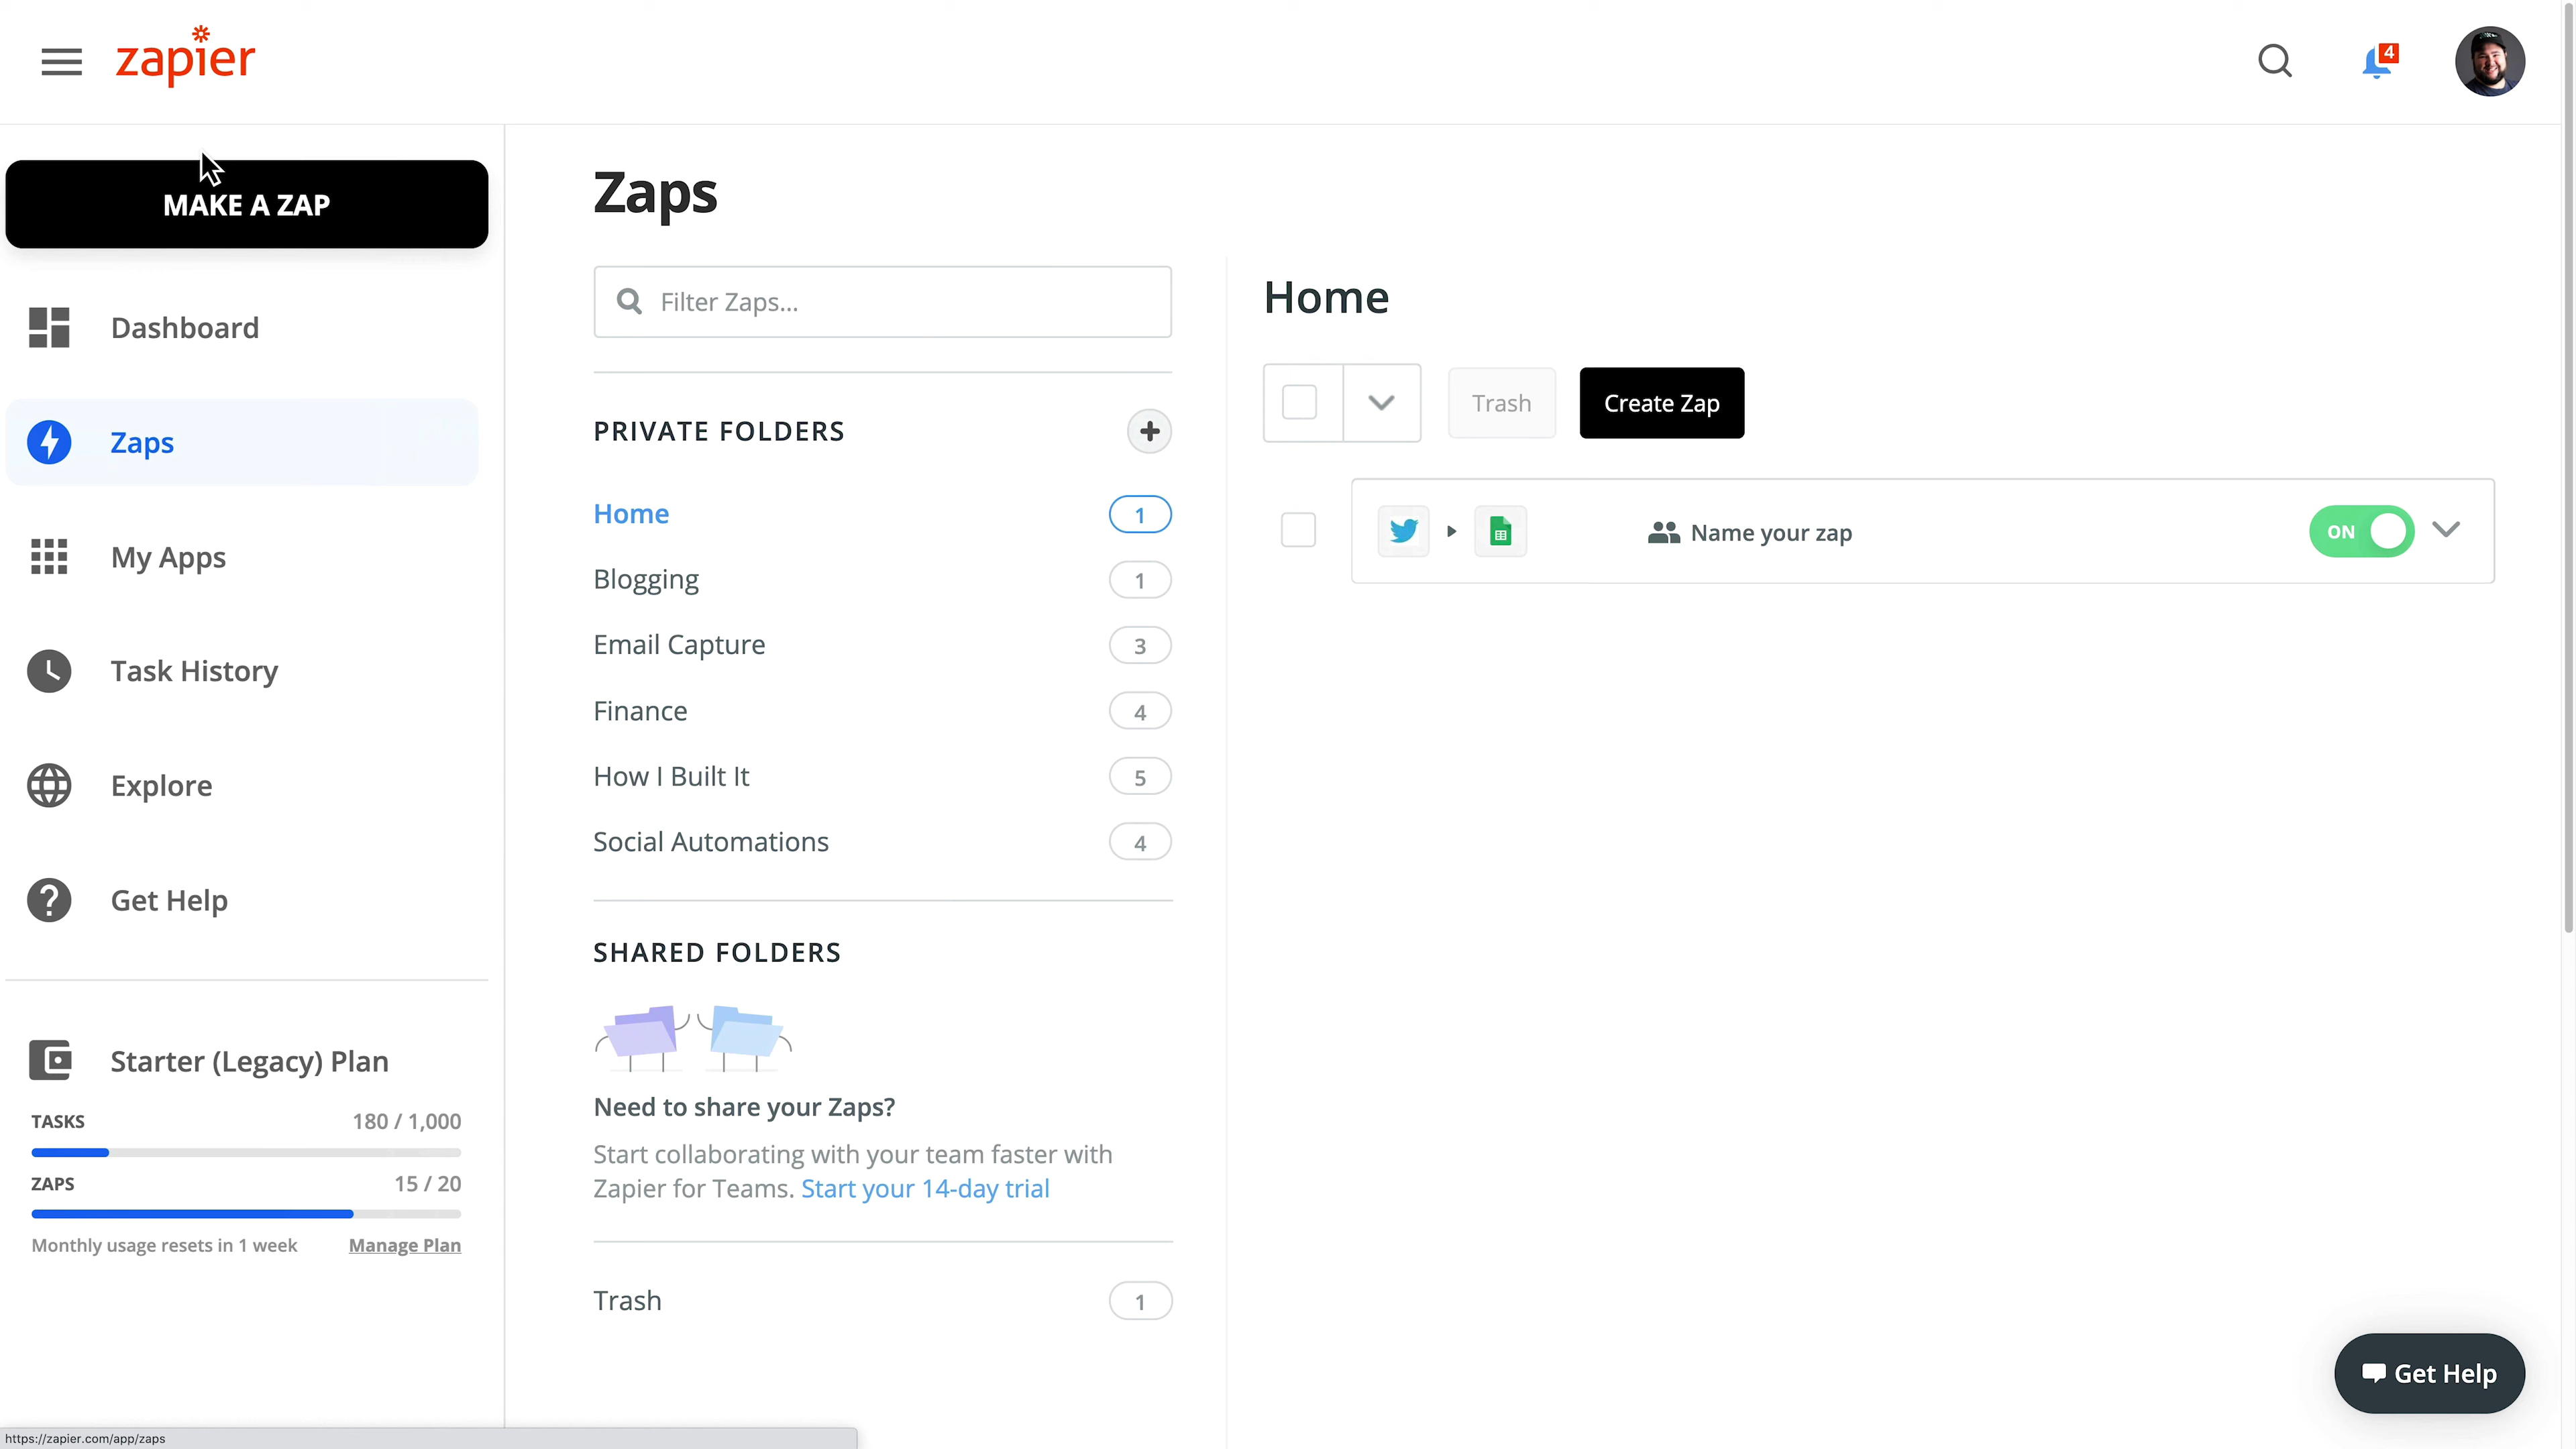 zapier
4
MAKE A ZAP
Dashboard
Zaps
My Apps
Task History
Explore
Get Help
Starter (Legacy) Plan
TASKS 180 / 1,000
ZAPS 15 / 20
Monthly usage resets in 1 week Manage Plan
Zaps
Filter Zaps...
PRIVATE FOLDERS
Home 1
Blogging 1
Email Capture 3
Finance 4
How I Built It 5
Social Automations 4
SHARED FOLDERS
Need to share your Zaps?
Start collaborating with your team faster with
Zapier for Teams. Start your 14-day trial
Trash 1
Home
Trash Create Zap
Name your zap ON
Get Help
https://zapier.com/app/zaps